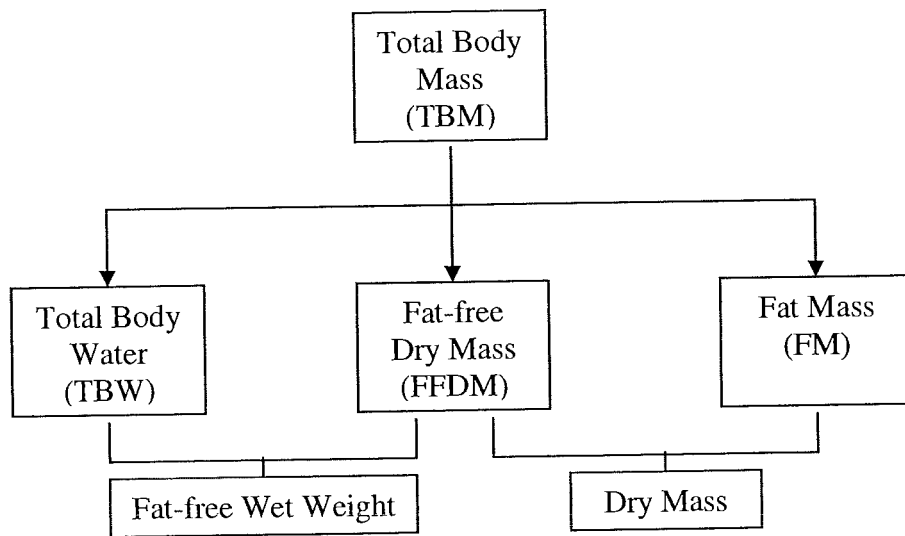 Total Body
Mass
(TBM)
Total Body
Water
(TBW)
Fat-free
Dry Mass
(FFDM)
Fat Mass
(FM)
Fat-free Wet Weight
Dry Mass